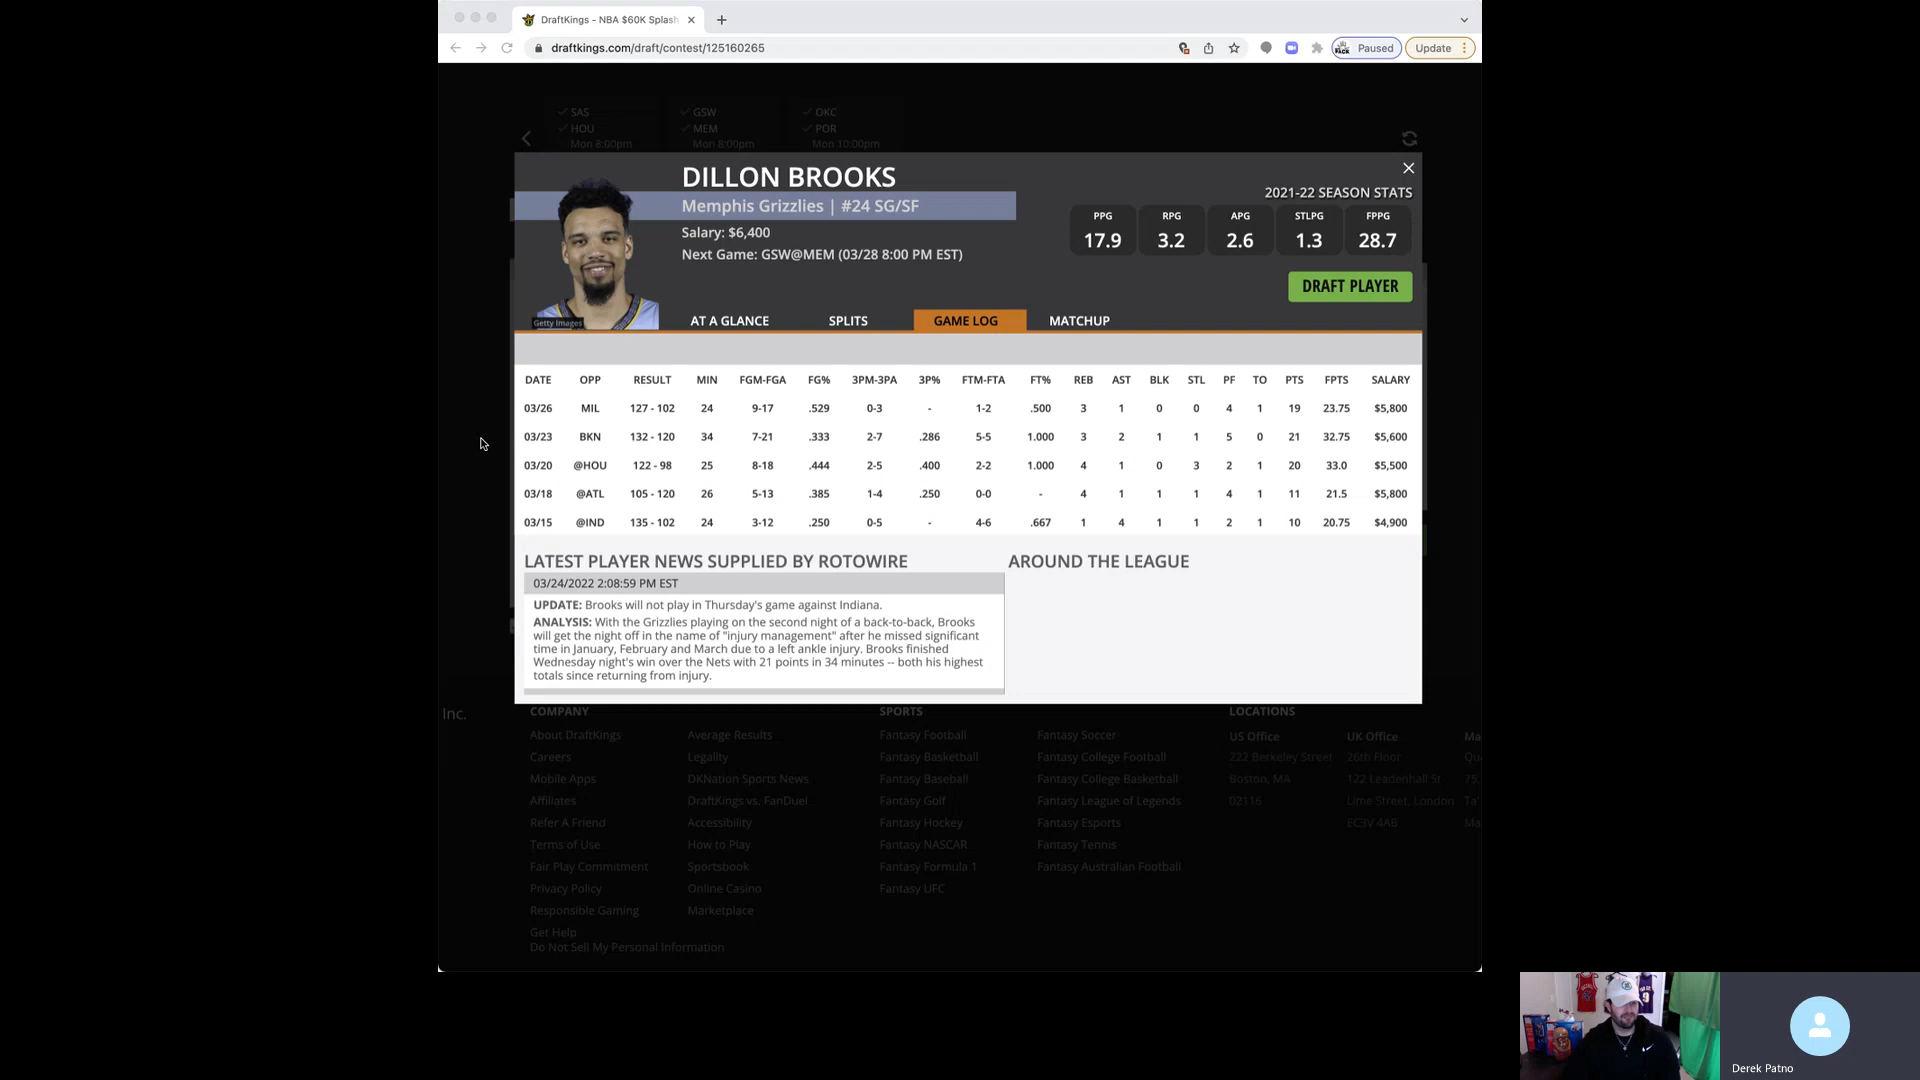 DraftKings - NBA $60K Splash
draftkings.com/draft/contest/125160265
Paused
Update
SAS GSW OKC
HOU MEM POR
Mon 8:00pm Mon 8:00pm Mon 10:00pm
DILLON BROOKS
Memphis Grizzlies | #24 SG/SF
Salary: $6,400
Next Game: GSW@MEM (03/28 8:00 PM EST)
2021-22 SEASON STATS
PPG RPG APG STLPG FPPG
17.9 3.2 2.6 1.3 28.7
DRAFT PLAYER
Getty Images
AT A GLANCE SPLITS GAME LOG MATCHUP
DATE OPP RESULT MIN FGM-FGA FG% 3PM-3PA 3P% FTM-FTA FT% REB AST BLK STL PF TO PTS FPTS SALARY
03/26 MIL 127 - 102 24 9-17 .529 0-3 - 1-2 .500 3 1 0 0 4 1 19 23.75 $5,800
03/23 BKN 132 - 120 34 7-21 .333 2-7 .286 5-5 1.000 3 2 1 1 5 0 21 32.75 $5,600
03/20 @HOU 122 - 98 25 8-18 .444 2-5 .400 2-2 1.000 4 1 0 3 2 1 20 33.0 $5,500
03/18 @ATL 105 - 120 26 5-13 .385 1-4 .250 0-0 - 4 1 1 1 4 1 11 21.5 $5,800
03/15 @IND 135 - 102 24 3-12 .250 0-5 - 4-6 .667 1 4 1 1 2 1 10 20.75 $4,900
LATEST PLAYER NEWS SUPPLIED BY ROTOWIRE
AROUND THE LEAGUE
03/24/2022 2:08:59 PM EST
UPDATE: Brooks will not play in Thursday's game against Indiana.
ANALYSIS: With the Grizzlies playing on the second night of a back-to-back, Brooks
will get the night off in the name of "injury management" after he missed significant
time in January, February and March due to a left ankle injury. Brooks finished
Wednesday night's win over the Nets with 21 points in 34 minutes -- both his highest
totals since returning from injury.
Inc.
COMPANY SPORTS LOCATIONS
About DraftKings Average Results Fantasy Football Fantasy Soccer US Office UK Office
Careers Legality Fantasy Basketball Fantasy College Football 222 Berkeley Street 26th Floor
Mobile Apps DKNation Sports News Fantasy Baseball Fantasy College Basketball Boston, MA 122 Leadenhall St
Affiliates DraftKings vs. FanDuel Fantasy Golf Fantasy League of Legends 02116 Lime Street, London
Refer A Friend Accessibility Fantasy Hockey Fantasy Esports EC3V 4AB
Terms of Use How to Play Fantasy NASCAR Fantasy Tennis
Fair Play Commitment Sportsbook Fantasy Formula 1 Fantasy Australian Football
Privacy Policy Online Casino Fantasy UFC
Responsible Gaming Marketplace
Get Help
Do Not Sell My Personal Information
Derek Patno